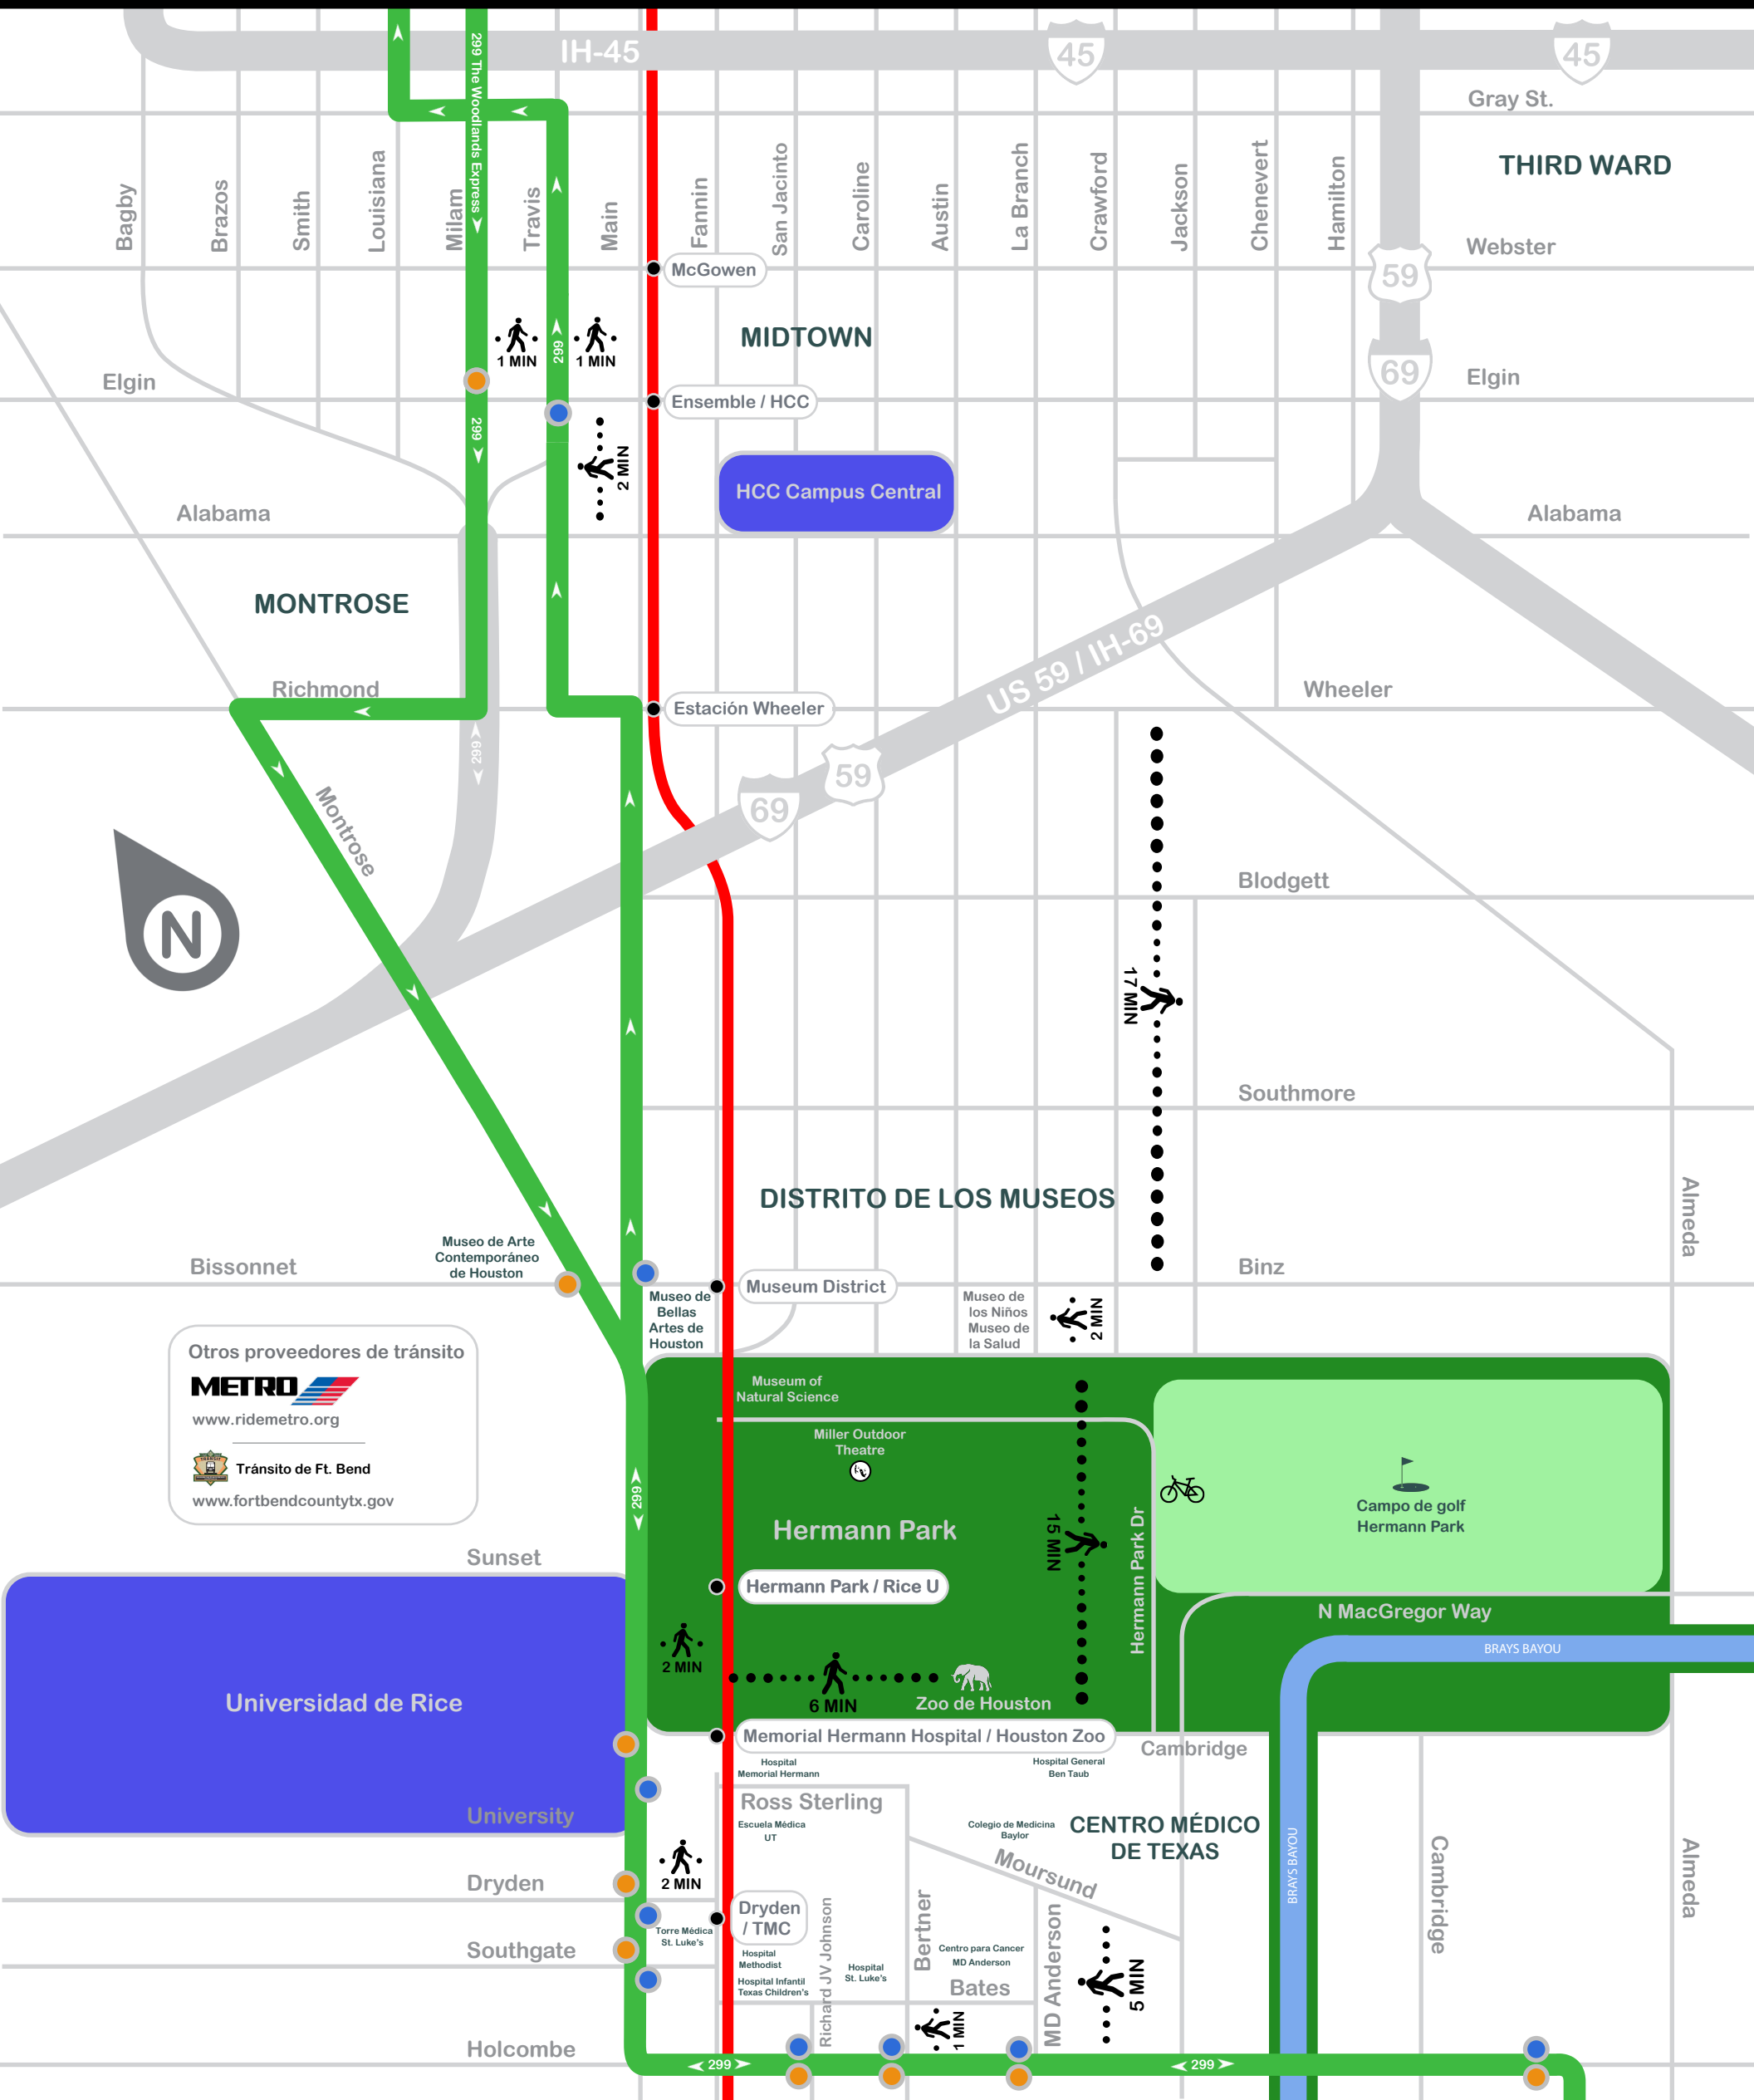 IH-45
45
45
299 The Woodlands Express
Gray St.
THIRD WARD
Bagby
Brazos
Smith
Louisiana
Milam
Travis
Main
Fannin
San Jacinto
Caroline
Austin
La Branch
Crawford
Jackson
Chenevert
Hamilton
Webster
McGowen
59
MIDTOWN
299
1 MIN
1 MIN
69
Elgin
Elgin
Ensemble / HCC
299
2 MIN
HCC Campus Central
Alabama
Alabama
MONTROSE
US 59 / IH-69
Richmond
Estación Wheeler
Wheeler
299
59
69
Montrose
Blodgett
N
17 MIN
Southmore
DISTRITO DE LOS MUSEOS
Almeda
Museo de Arte
Contemporáneo
de Houston
Bissonnet
Binz
Museum District
Museo de
Bellas
Artes de
Houston
Museo de
los Niños
Museo de
la Salud
2 MIN
Otros proveedores de tránsito
METRO
www.ridemetro.org
Tránsito de Ft. Bend
www.fortbendcountytx.gov
Museum of
Natural Science
Miller Outdoor
Theatre
299
Hermann Park
15 MIN
Hermann Park Dr
Campo de golf
Hermann Park
Sunset
Hermann Park / Rice U
N MacGregor Way
BRAYS BAYOU
2 MIN
6 MIN
Zoo de Houston
Universidad de Rice
Memorial Hermann Hospital / Houston Zoo
Cambridge
Hospital
Memorial Hermann
Hospital General
Ben Taub
Ross Sterling
University
Escuela Médica
UT
Colegio de Medicina
Baylor
CENTRO MÉDICO
DE TEXAS
Moursund
BRAYS BAYOU
Cambridge
Almeda
Dryden
2 MIN
Dryden
/ TMC
Torre Médica
St. Luke's
Southgate
Hospital
Methodist
Hospital Infantil
Texas Children's
Richard JV Johnson
Hospital
St. Luke's
Bertner
Centro para Cancer
MD Anderson
Bates
MD Anderson
5 MIN
1 MIN
Holcombe
299
299